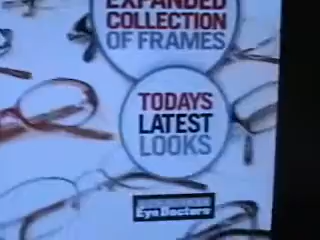 EXPANDED
COLLECTION
OF FRAMES
TODAYS
LATEST
LOOKS
Eye Doctors